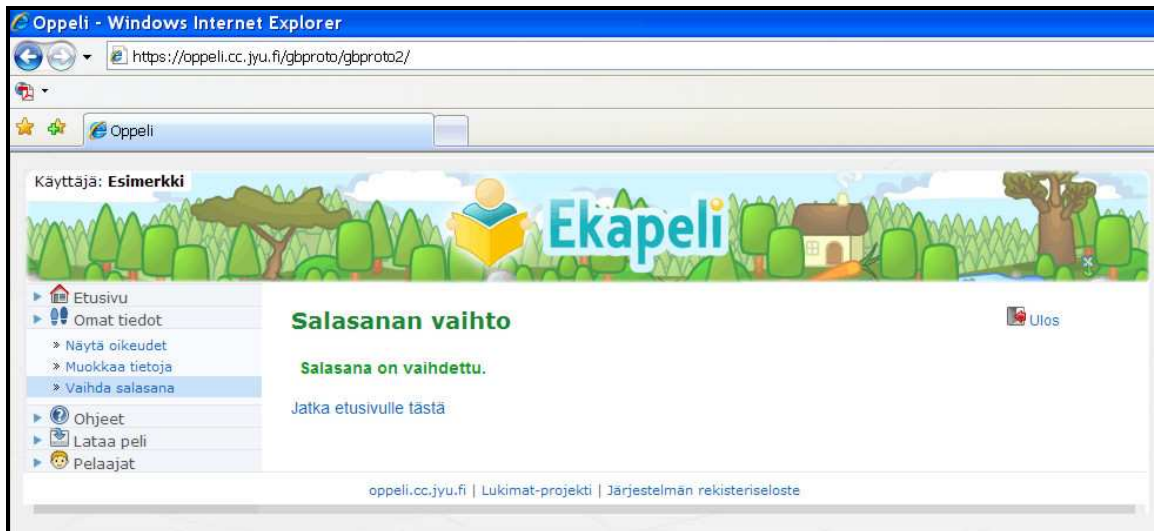 Oppeli - Windows Internet Explorer
https://oppeli.cc.jyu.fi/gbproto/gbproto2/
Oppeli
Käyttäjä: Esimerkki
Ekapeli
Etusivu
Omat tiedot
» Näytä oikeudet
» Muokkaa tietoja
» Vaihda salasana
Ohjeet
Lataa peli
Pelaajat
Salasanan vaihto
Ulos
Salasana on vaihdettu.
Jatka etusivulle tästä
oppeli.cc.jyu.fi | Lukimat-projekti | Järjestelmän rekisteriseloste